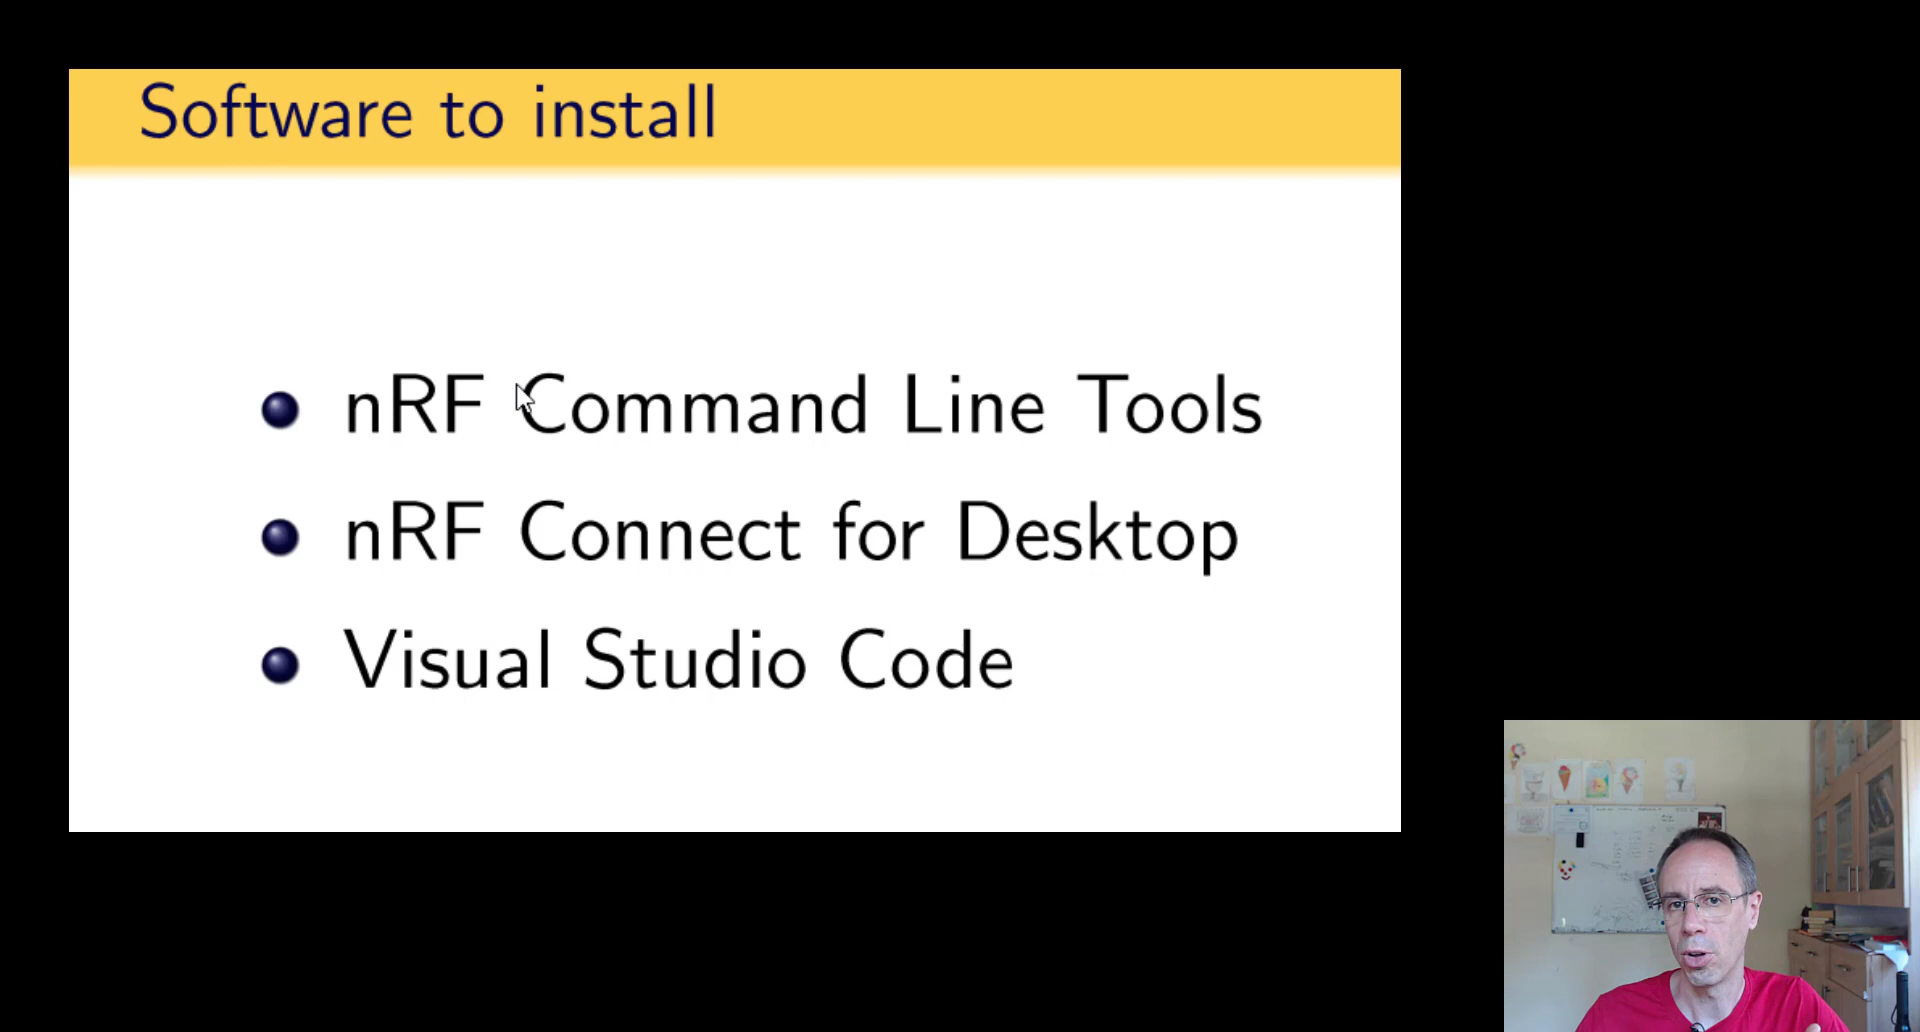 Software to install
nRF Command Line Tools
nRF Connect for Desktop
Visual Studio Code